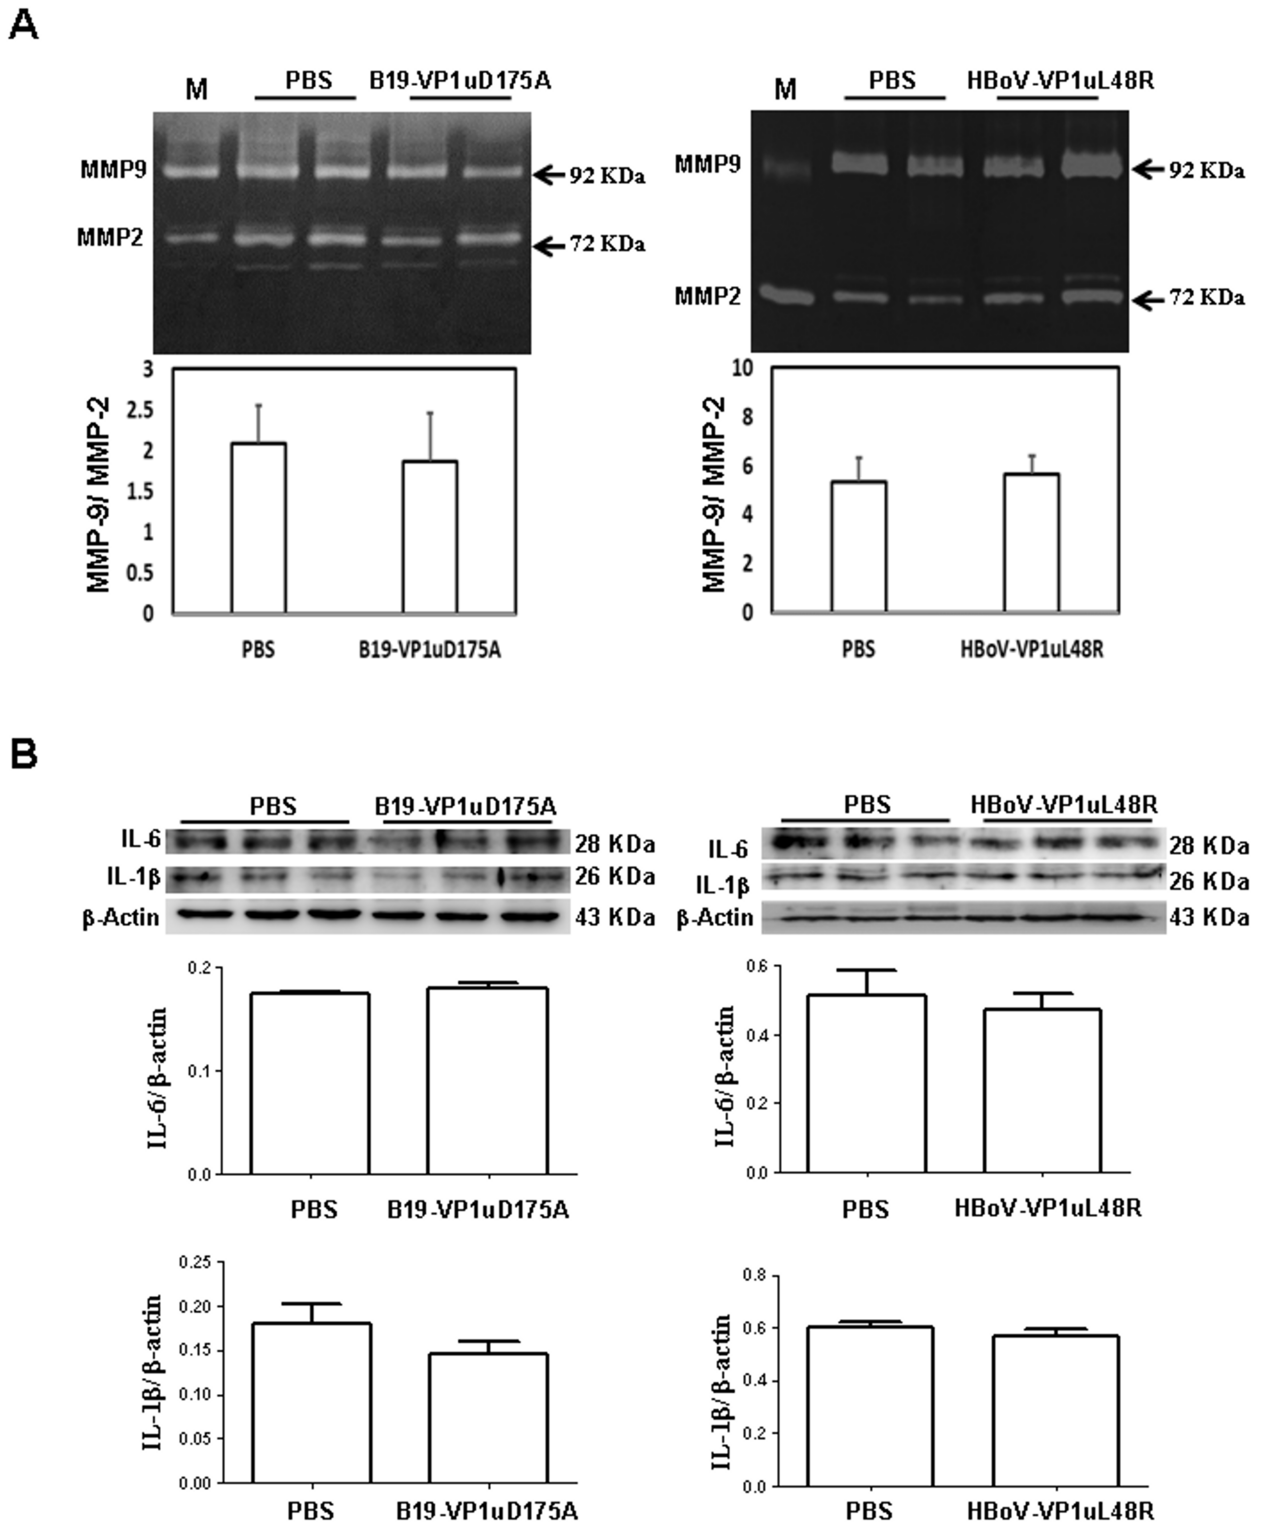 A
M PBS B19-VP1uD175A
MMP9
92 KDa
MMP2
72 KDa
MMP-9/ MMP-2
3
2.5
2
1.5
1
0.5
0
PBS B19-VP1uD175A
M PBS HBoV-VP1uL48R
MMP9
92 KDa
MMP2
72 KDa
MMP-9/ MMP-2
10
8
6
4
2
0
PBS HBoV-VP1uL48R
B
PBS B19-VP1uD175A
IL-6 28 KDa
IL-1β 26 KDa
β-Actin 43 KDa
IL-6/β-actin
0.2
0.1
0.0
PBS B19-VP1uD175A
IL-1β/β-actin
0.25
0.20
0.15
0.10
0.05
0.00
PBS B19-VP1uD175A
PBS HBoV-VP1uL48R
IL-6 28 KDa
IL-1β 26 KDa
β-Actin 43 KDa
IL-6/β-actin
0.6
0.4
0.2
0.0
PBS HBoV-VP1uL48R
IL-1β/β-actin
0.8
0.6
0.4
0.2
0.0
PBS HBoV-VP1uL48R